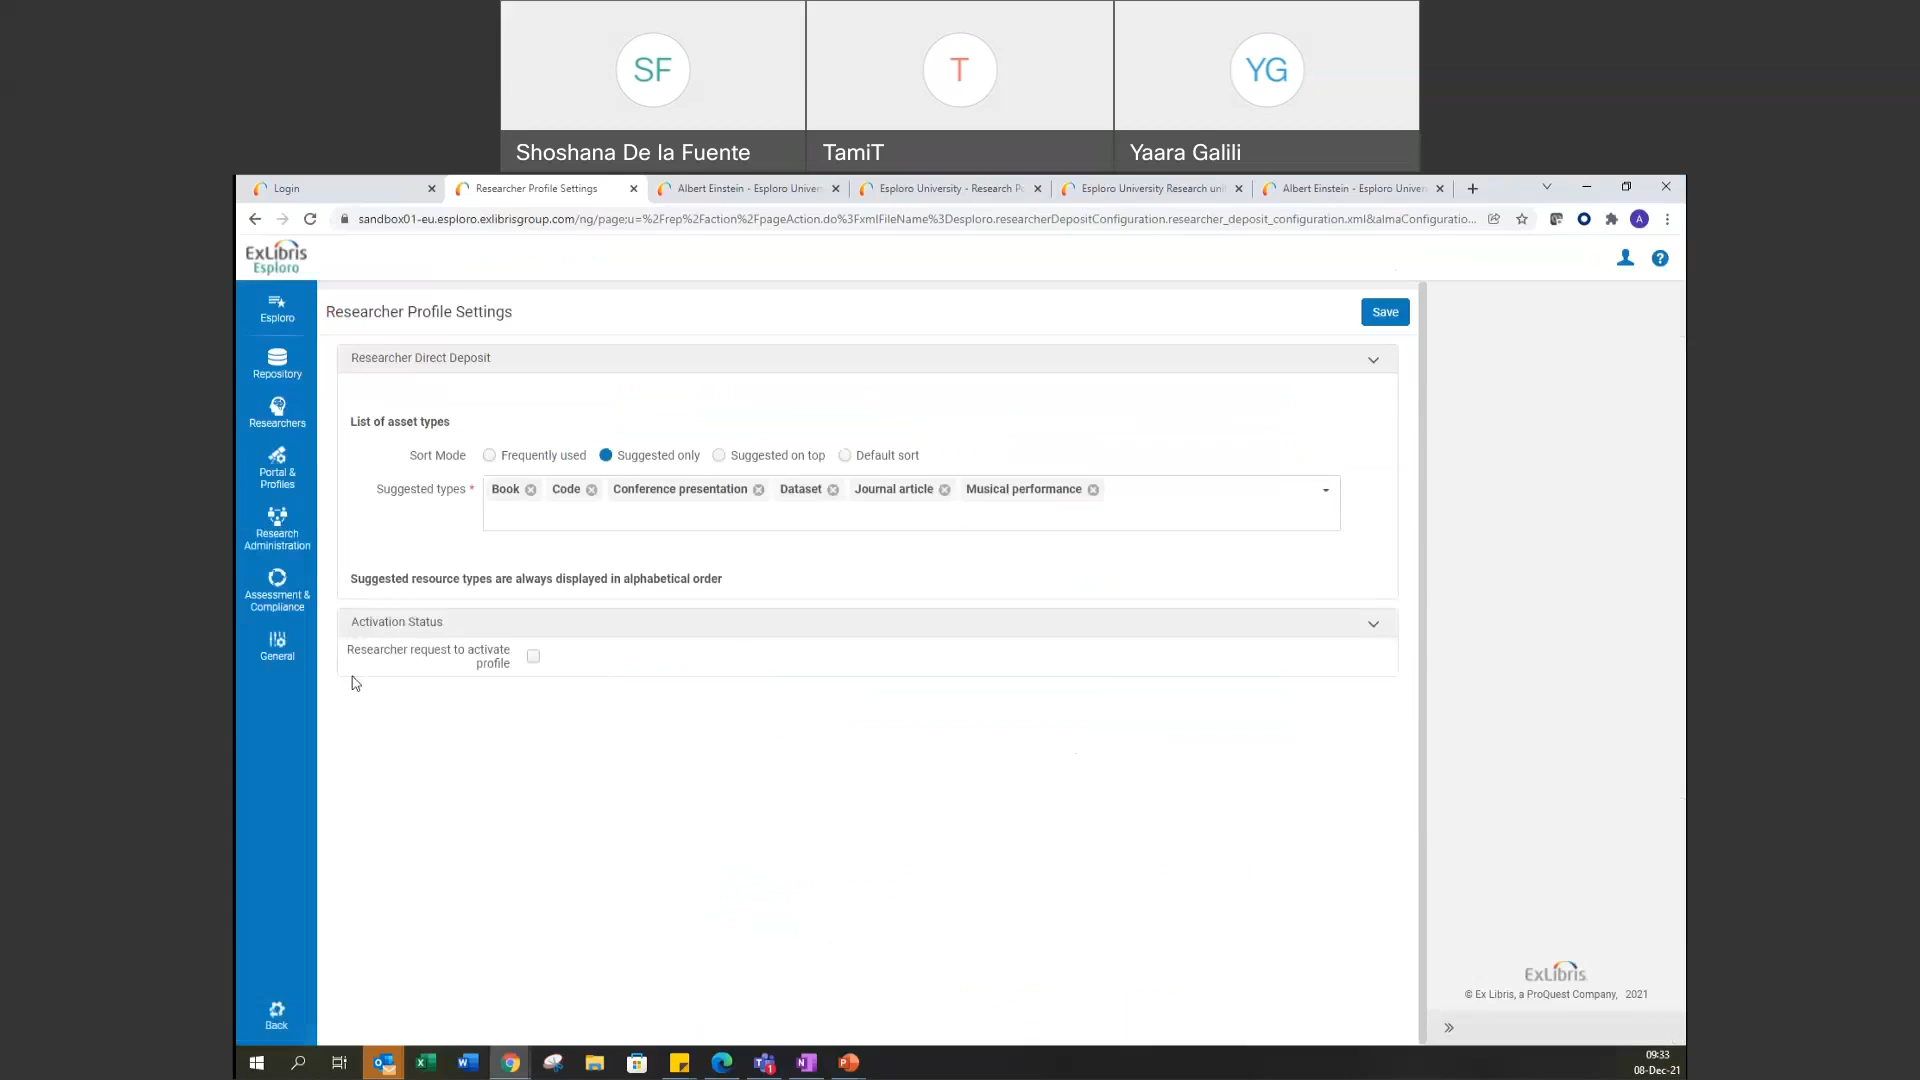 SF
T
YG
Shoshana De la Fuente
TamiT
Yaara Galili
Login
Researcher Profile Settings
Albert Einstein - Esploro Univer
Esploro University - Research P
Esploro University Research uni
Albert Einstein - Esploro Univer
sandbox01-eu.esploro.exlibrisgroup.com/ng/page;u=%2Frep%2Faction%2FpageAction.do%3FxmlFileName%3Desploro.researcherDepositConfiguration.researcher_deposit_configuration.xml&almaConfiguratio...
A
ExLibris
Esploro
Esploro
Repository
Researchers
Portal &
Profiles
Research
Administration
Assessment &
Compliance
General
Back
Researcher Profile Settings
Save
Researcher Direct Deposit
List of asset types
Sort Mode
Frequently used
Suggested only
Suggested on top
Default sort
Suggested types *
Book
Code
Conference presentation
Dataset
Journal article
Musical performance
Suggested resource types are always displayed in alphabetical order
Activation Status
Researcher request to activate
profile
ExLibris
© Ex Libris, a ProQuest Company, 2021
09:33
08-Dec-21